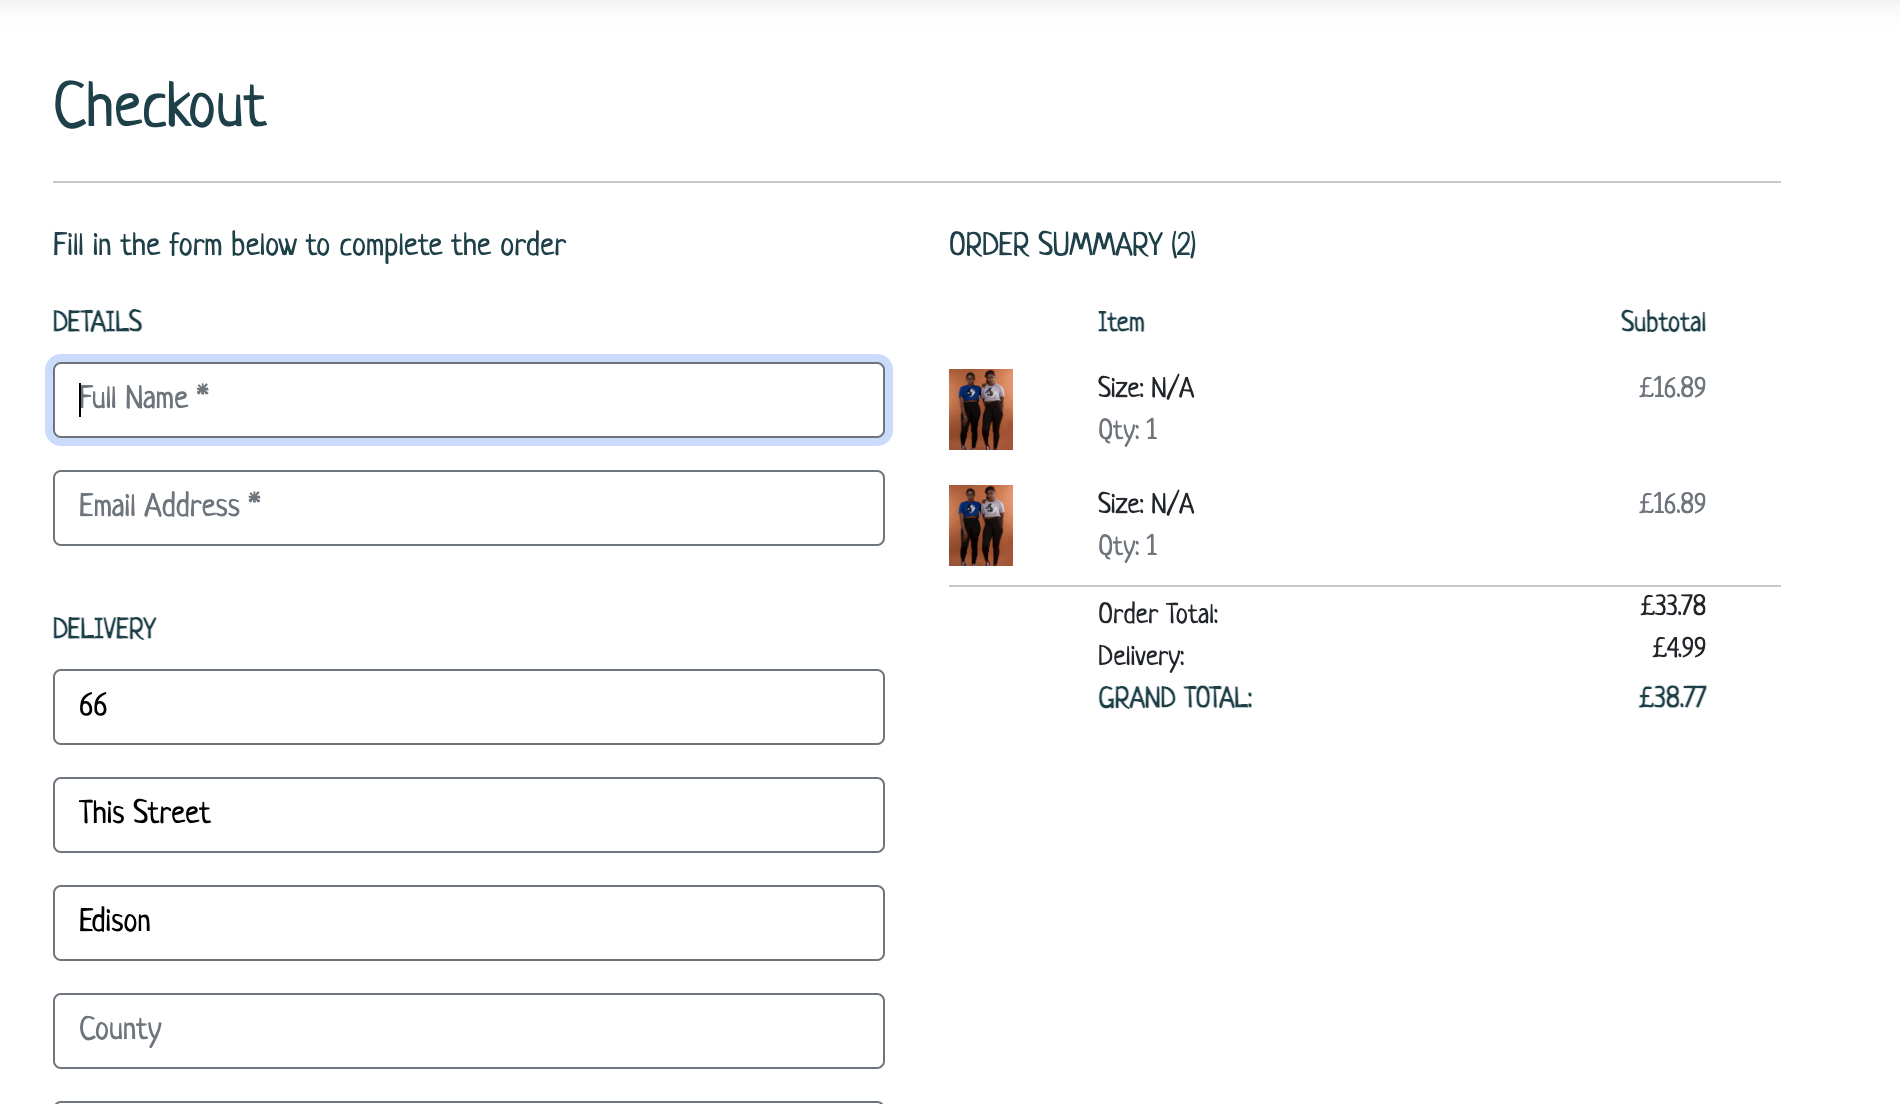 Checkout
Fill in the form below to complete the order
DETAILS
Full Name *
Email Address *
DELIVERY
66
This Street
Edison
County
ORDER SUMMARY (2)
Item Subtotal
Size: N/A £16.89
Qty: 1
Size: N/A £16.89
Qty: 1
Order Total: £33.78
Delivery: £4.99
GRAND TOTAL: £38.77